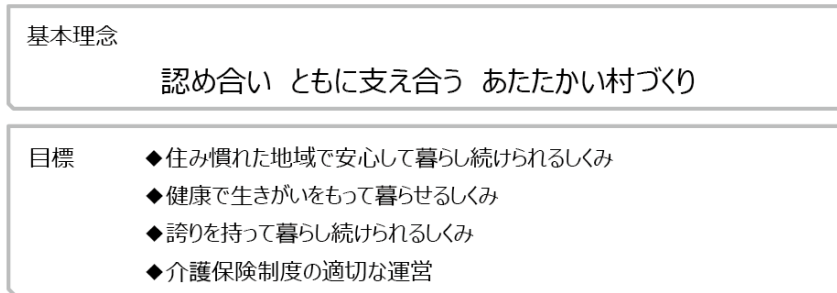 基本理念
認め合い ともに支え合う あたたかい村づくり
目標 ◆住み慣れた地域で安心して暮らし続けられるしくみ
◆健康で生きがいをもって暮らせるしくみ
◆誇りを持って暮らし続けられるしくみ
◆介護保険制度の適切な運営